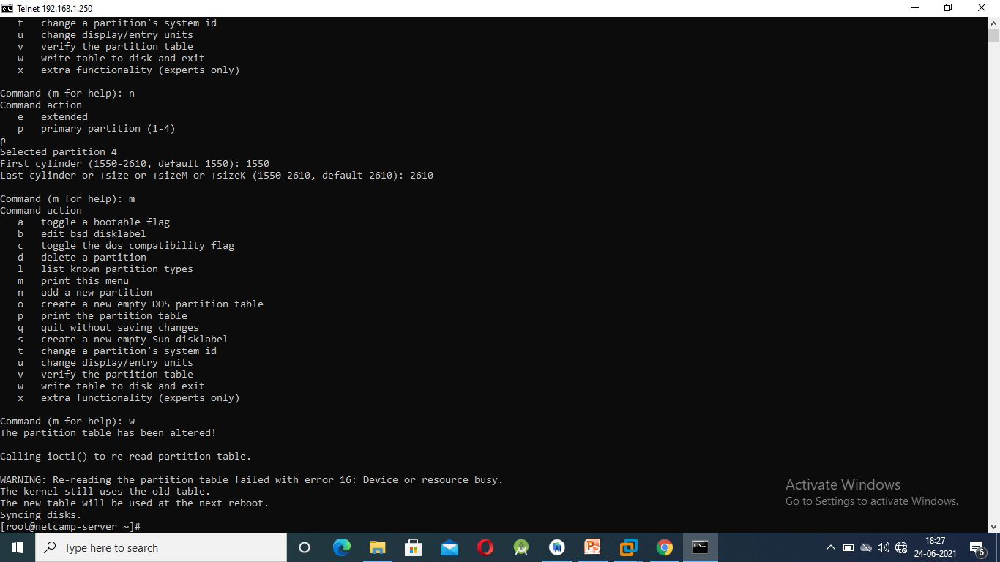 Telnet 192.168.1.250
t change a partition's system id
u change display/entry units
v verify the partition table
w write table to disk and exit
x extra functionality (experts only)
Command (m for help): n
Command action
e extended
p primary partition (1-4)
p
Selected partition 4
First cylinder (1550-2610, default 1550): 1550
Last cylinder or +size or +sizeM or +sizeK (1550-2610, default 2610): 2610
Command (m for help): m
Command action
a toggle a bootable flag
b edit bsd disklabel
c toggle the dos compatibility flag
d delete a partition
l list known partition types
m print this menu
n add a new partition
o create a new empty DOS partition table
p print the partition table
q quit without saving changes
s create a new empty Sun disklabel
t change a partition's system id
u change display/entry units
v verify the partition table
w write table to disk and exit
x extra functionality (experts only)
Command (m for help): w
The partition table has been altered!
Calling ioctl() to re-read partition table.
WARNING: Re-reading the partition table failed with error 16: Device or resource busy.
The kernel still uses the old table.
The new table will be used at the next reboot.
Syncing disks.
[root@netcamp-server ~]#
Activate Windows
Go to Settings to activate Windows.
Type here to search
18:27
24-06-2021
6